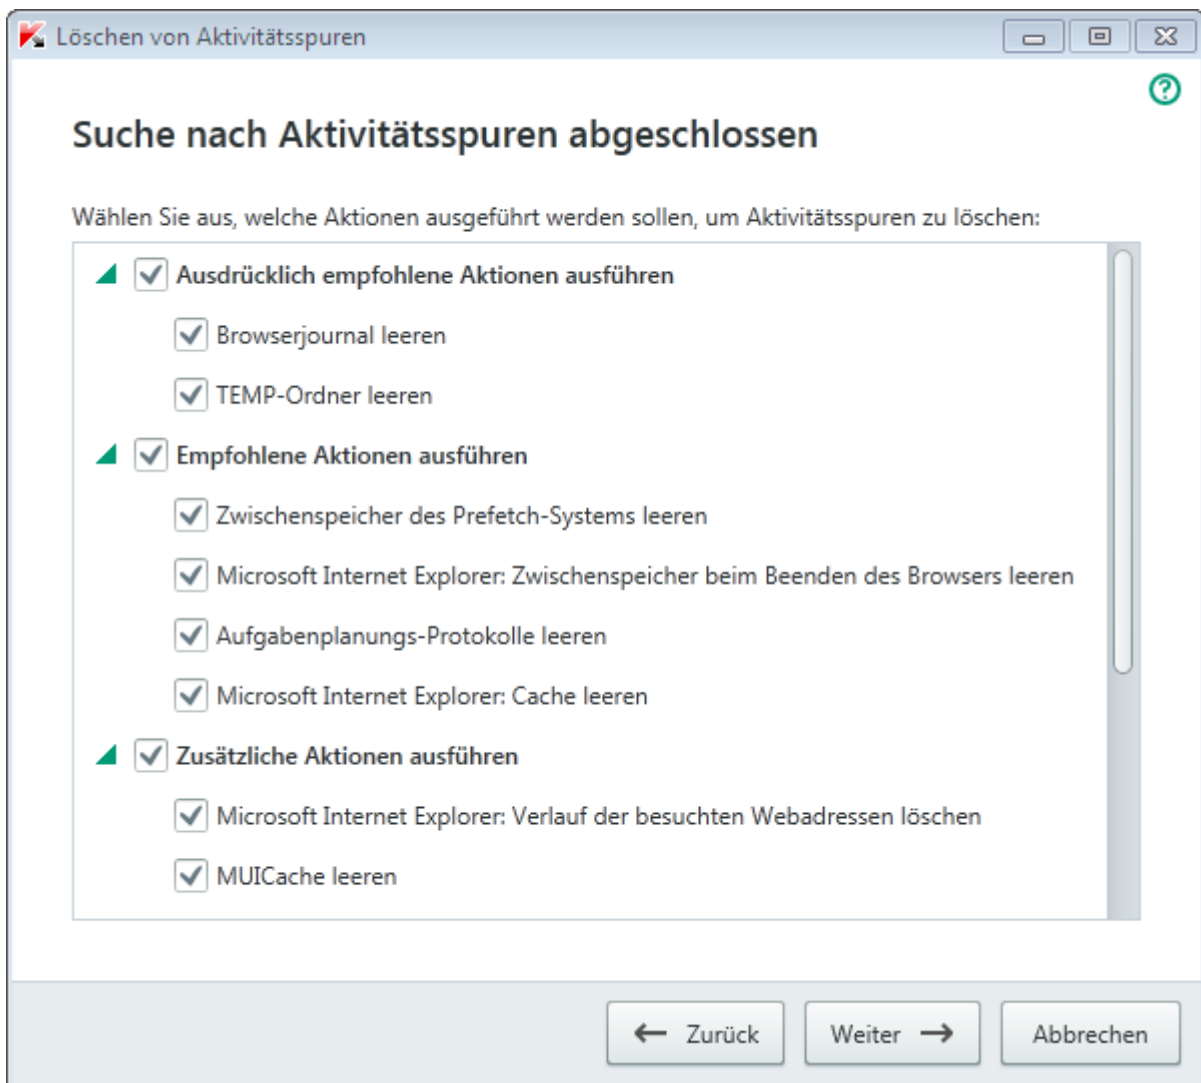 Löschen von Aktivitätsspuren
Suche nach Aktivitätsspuren abgeschlossen
Wählen Sie aus, welche Aktionen ausgeführt werden sollen, um Aktivitätsspuren zu löschen:
Ausdrücklich empfohlene Aktionen ausführen
Browserjournal leeren
TEMP-Ordner leeren
Empfohlene Aktionen ausführen
Zwischenspeicher des Prefetch-Systems leeren
Microsoft Internet Explorer: Zwischenspeicher beim Beenden des Browsers leeren
Aufgabenplanungs-Protokolle leeren
Microsoft Internet Explorer: Cache leeren
Zusätzliche Aktionen ausführen
Microsoft Internet Explorer: Verlauf der besuchten Webadressen löschen
MUICache leeren
← Zurück Weiter → Abbrechen